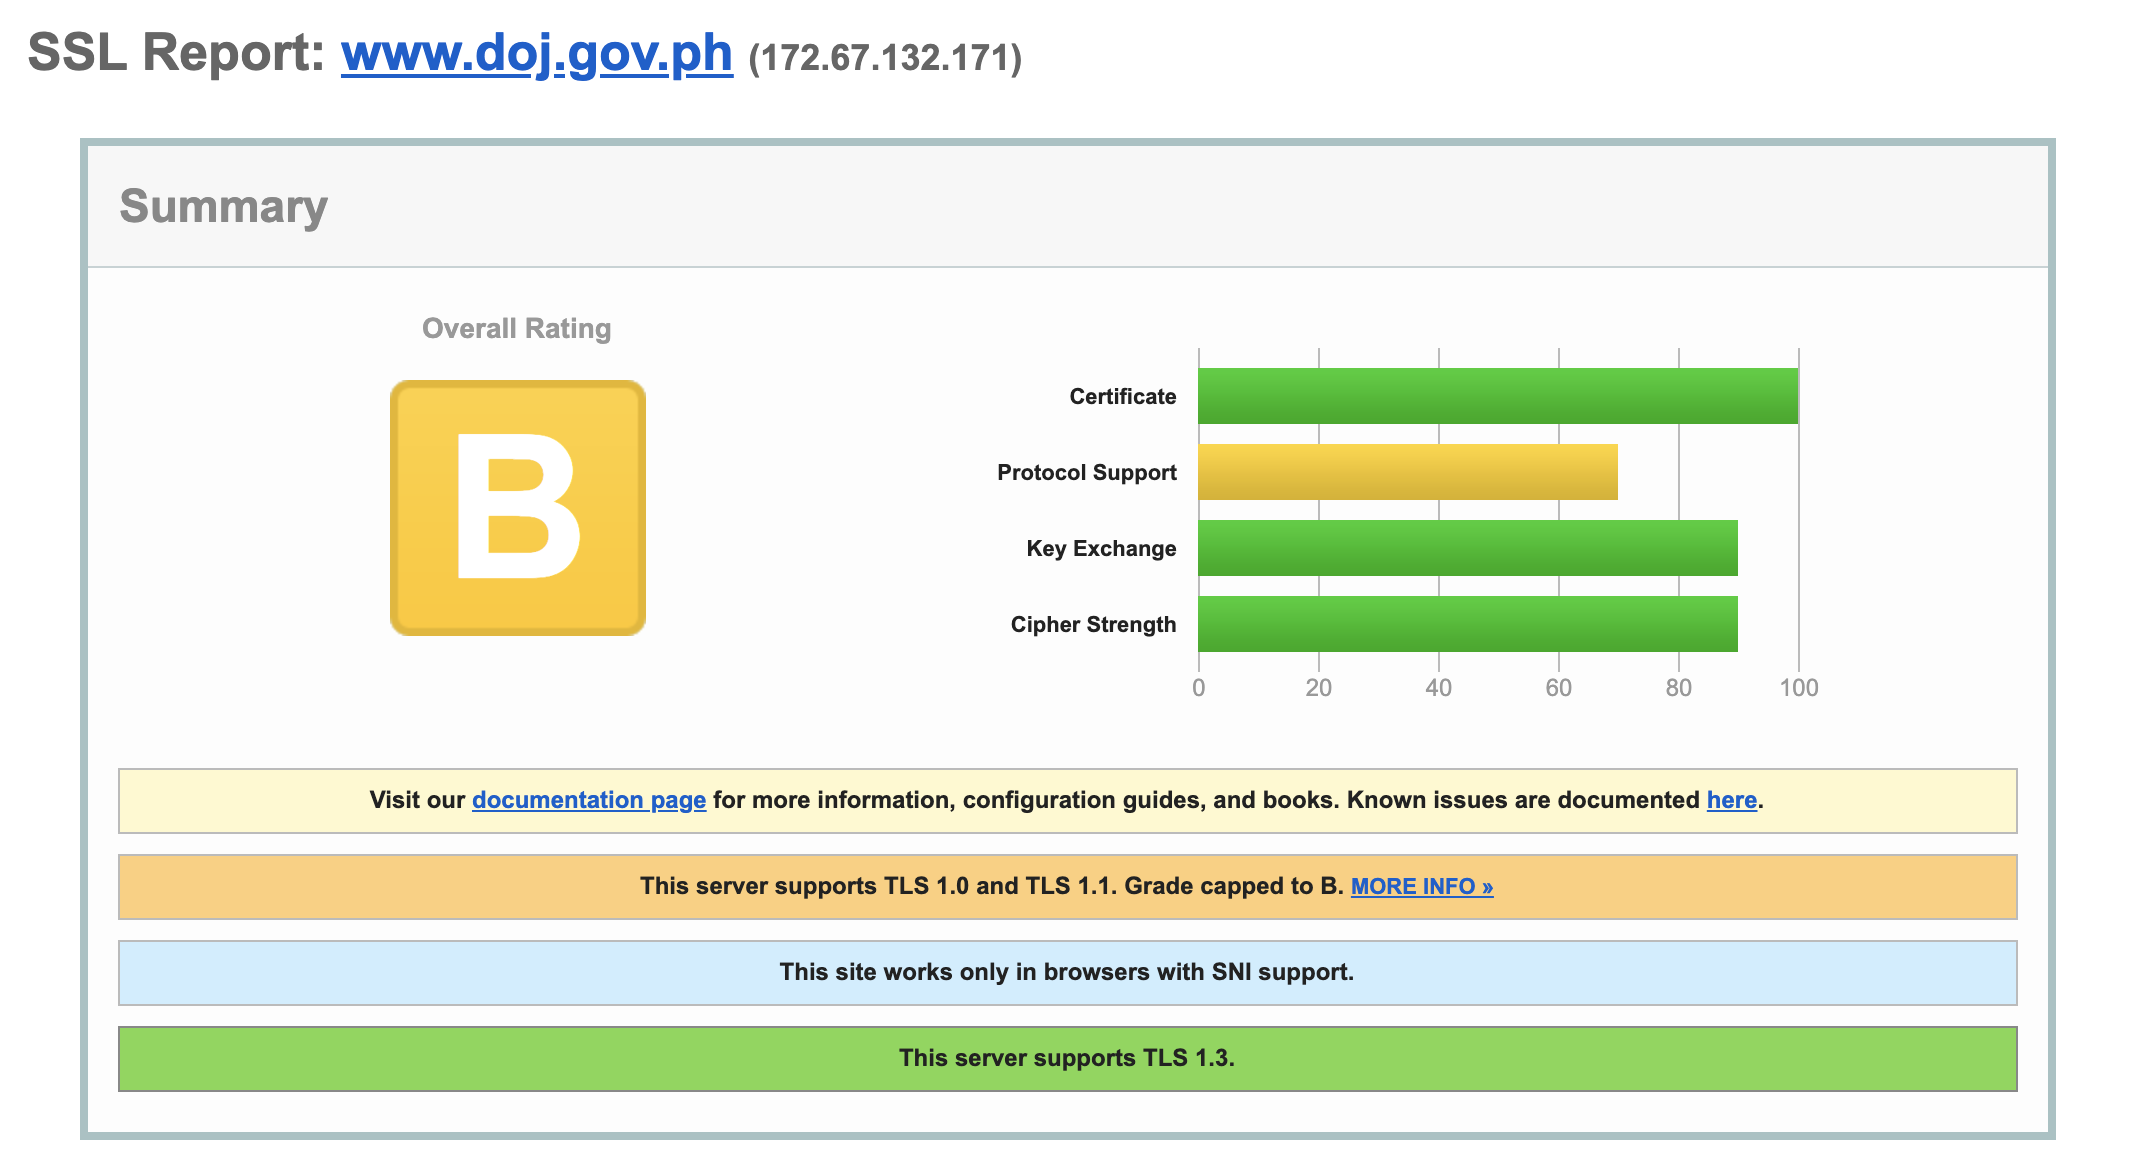 SSL Report: www.doj.gov.ph (172.67.132.171)
Summary
Overall Rating
B
Certificate
Protocol Support
Key Exchange
Cipher Strength
0 20 40 60 80 100
Visit our documentation page for more information, configuration guides, and books. Known issues are documented here.
This server supports TLS 1.0 and TLS 1.1. Grade capped to B. MORE INFO »
This site works only in browsers with SNI support.
This server supports TLS 1.3.